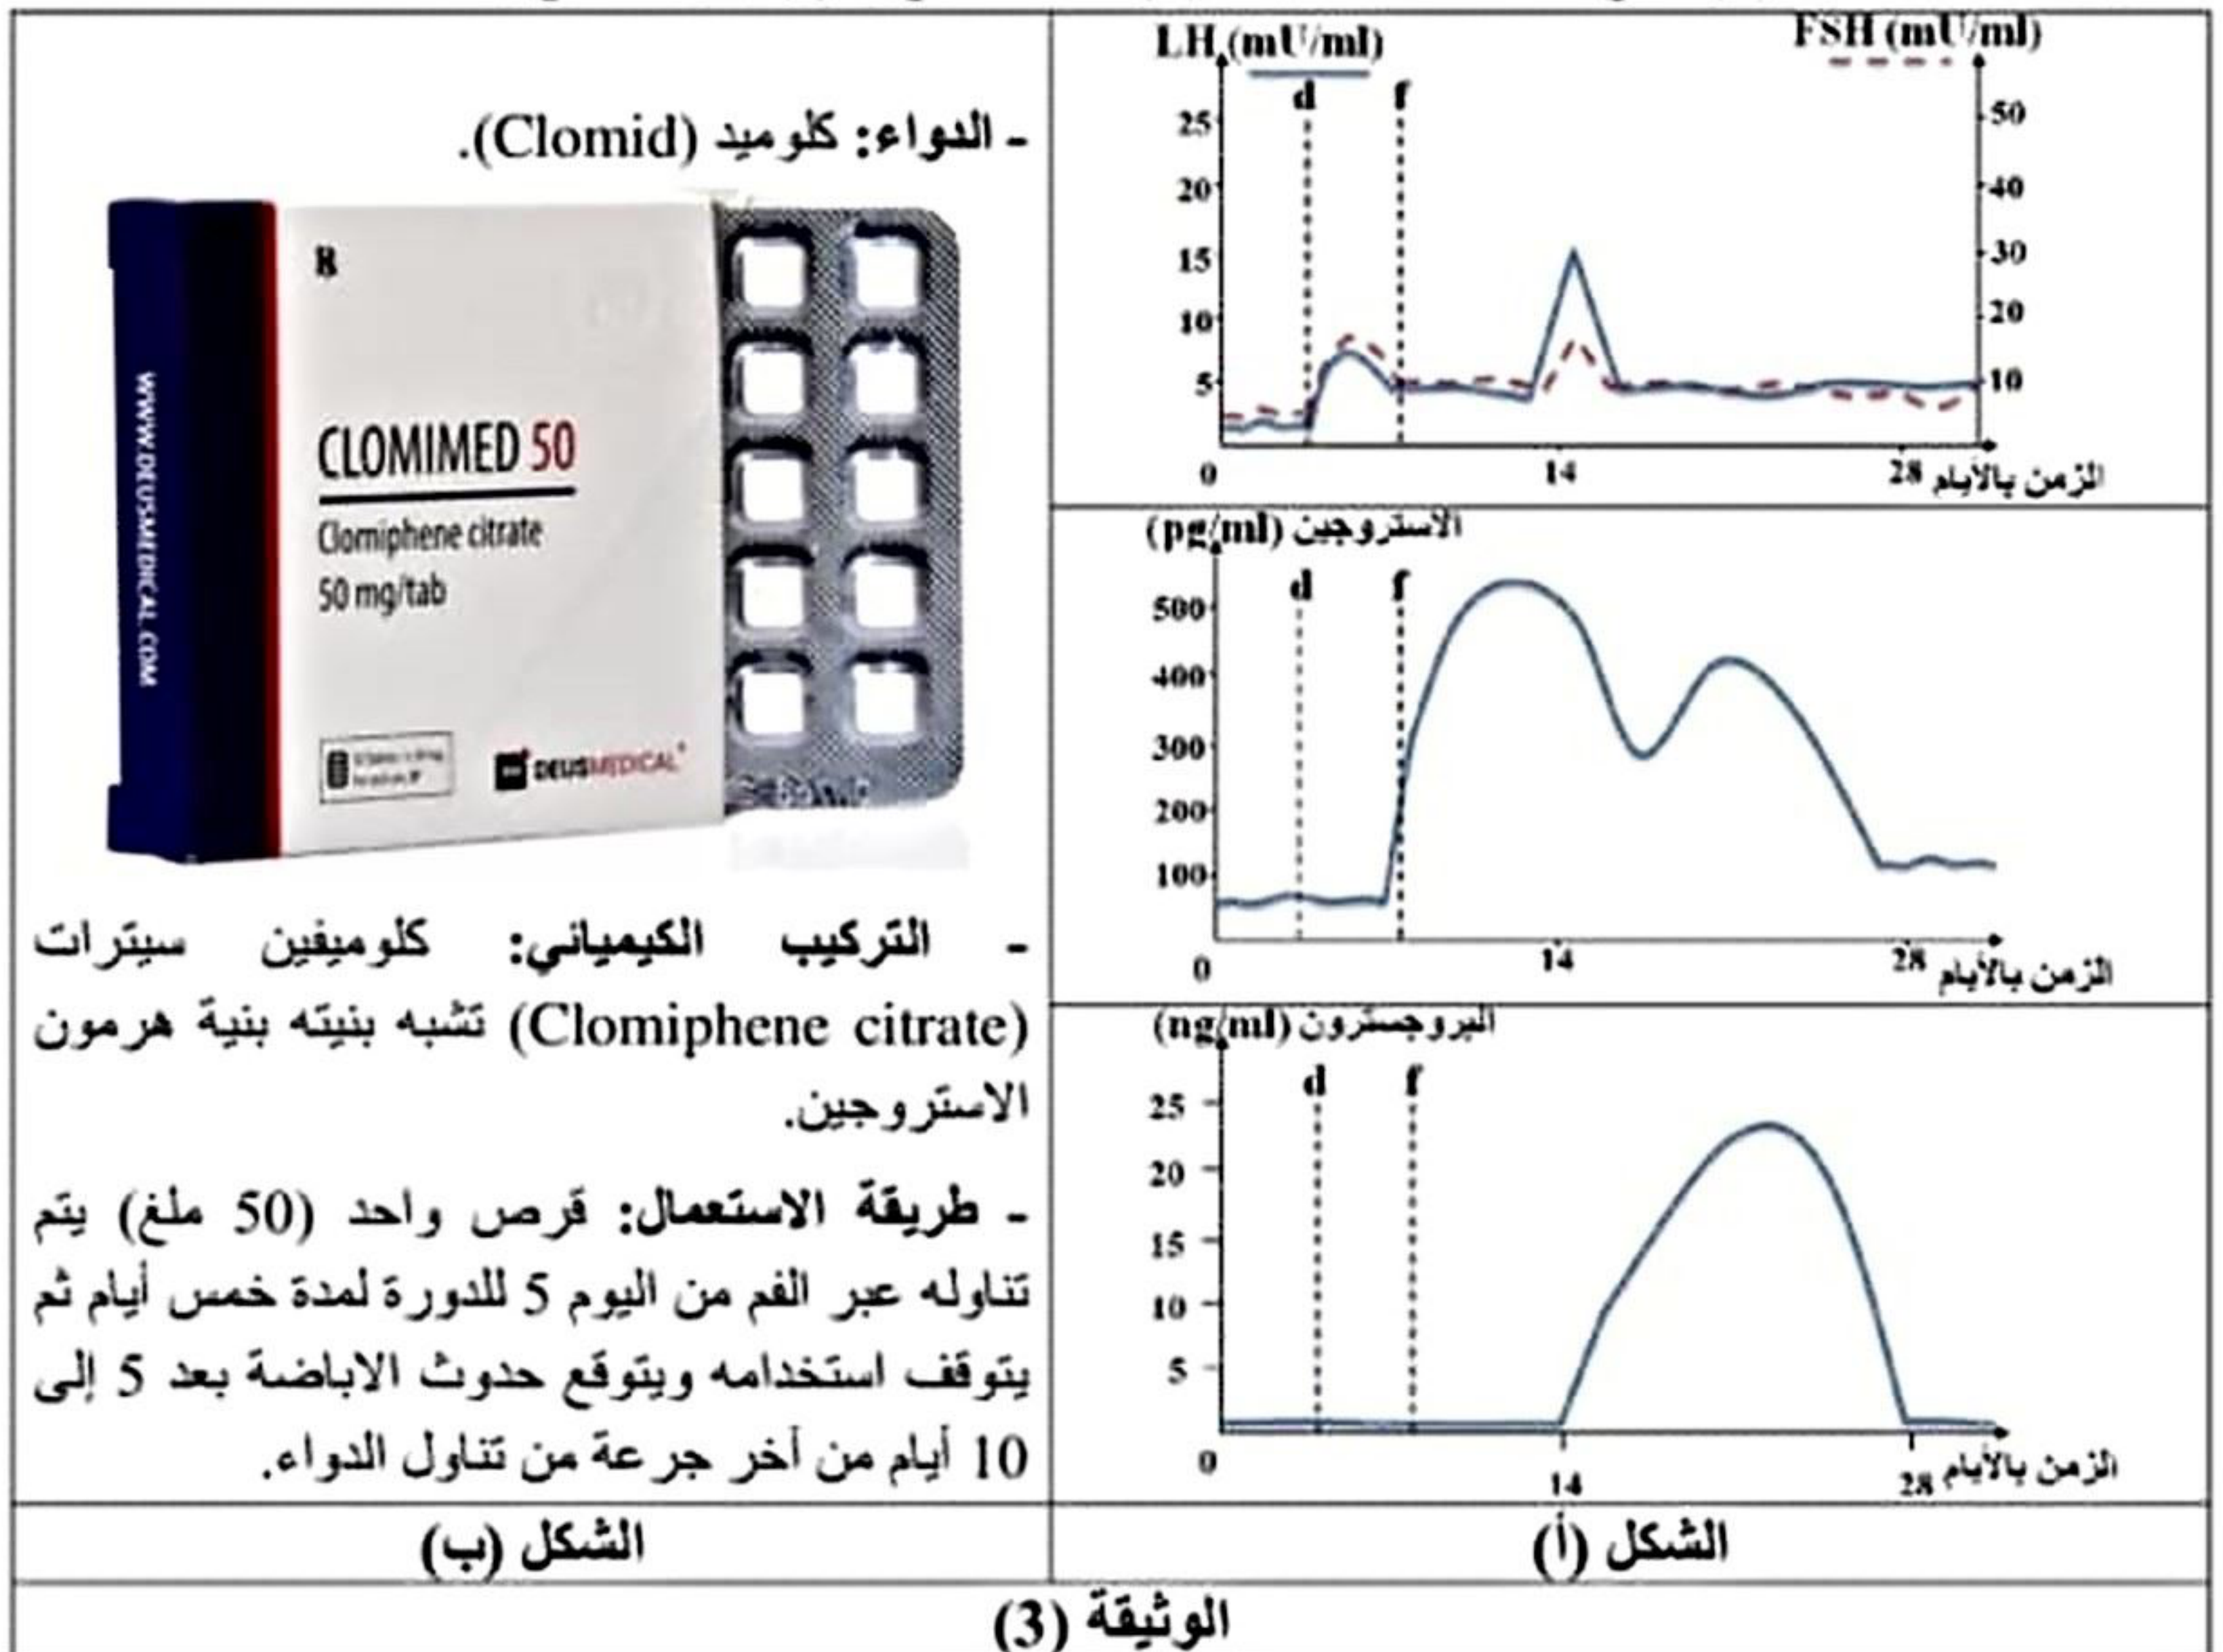 - الدواء: كلوميد (Clomid).
WWW.DEUSMEDICAL.COM
CLOMIMED 50
Clomiphene citrate
50 mg/tab
DEUSMEDICAL
- التركيب الكيميائي: كلوميفين سيترات
(Clomiphene citrate) تشبه بنيته بنية هرمون
الاستروجين.
- طريقة الاستعمال: قرص واحد (50 ملغ) يتم
تناوله عبر الفم من اليوم 5 للدورة لمدة خمس أيام ثم
يتوقف استخدامه ويتوقع حدوث الاباضة بعد 5 إلى
10 أيام من أخر جرعة من تناول الدواء.
الشكل (ب)
LH (mU/ml)
FSH (mU/ml)
d f
25
20
15
10
5
50
40
30
20
10
0 14 28 الزمن بالأيام
الاستروجين (pg/ml)
d f
500
400
300
200
100
0 14 28 الزمن بالأيام
البروجسترون (ng/ml)
d f
25
20
15
10
5
0 14 28 الزمن بالأيام
الشكل (أ)
الوثيقة (3)